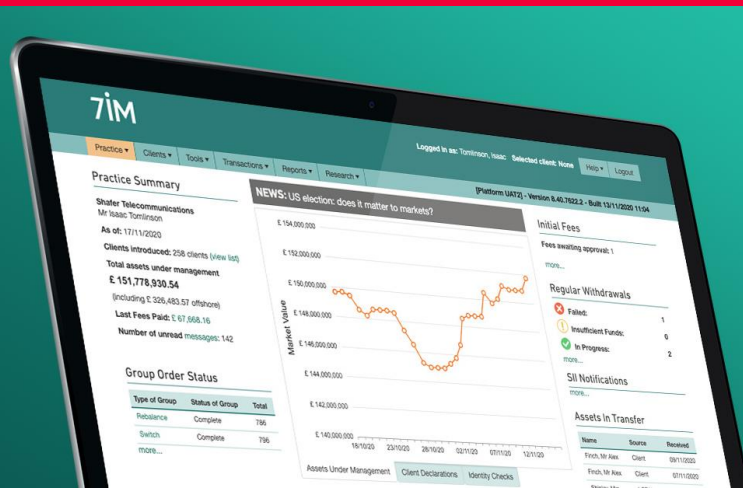 7iM
Logged in as: Tomlinson, Isaac Selected client: None Help Logout
Practice Clients Tools Transactions Reports Research
[Platform UAT2] - Version 8.40.7622.2 - Built 13/11/2020 11:04
Practice Summary
Shafer Telecommunications
Mr Isaac Tomlinson
As of: 17/11/2020
Clients introduced: 258 clients (view list)
Total assets under management
£ 151,778,930.54
(including £ 326,483.57 offshore)
Last Fees Paid: £ 67,668.16
Number of unread messages: 142
Group Order Status
Type of Group Status of Group Total
Rebalance Complete 786
Switch Complete 796
more...
NEWS: US election: does it matter to markets?
£ 154,000,000
£ 152,000,000
£ 150,000,000
£ 148,000,000
£ 146,000,000
£ 144,000,000
£ 142,000,000
£ 140,000,000
Market Value
18/10/20 23/10/20 28/10/20 02/11/20 07/11/20 12/11/20
Assets Under Management Client Declarations Identity Checks
Initial Fees
Fees awaiting approval: 1
more...
Regular Withdrawals
Failed: 1
Insufficient Funds: 0
In Progress: 2
more...
SII Notifications
more...
Assets In Transfer
Name Source Received
Finch, Mr Alex Client 09/11/2020
Finch, Mr Alex Client 07/11/2020